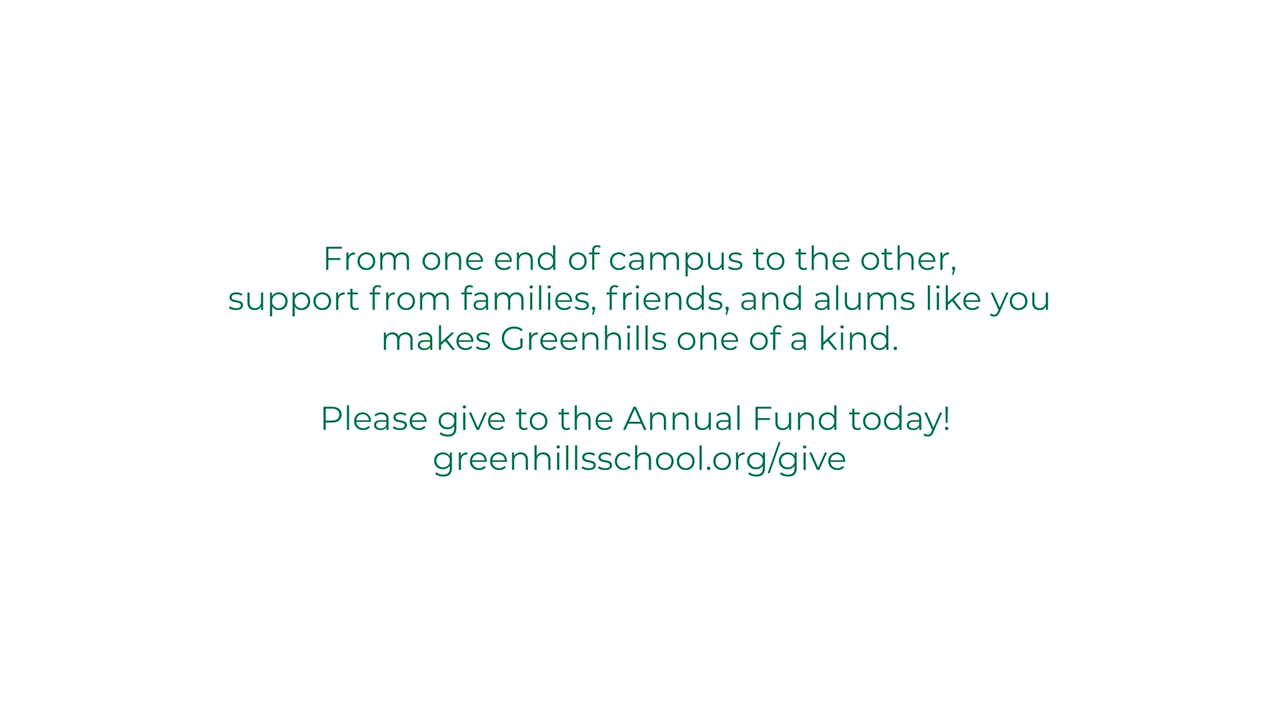 From one end of campus to the other,
support from families, friends, and alums like you
makes Greenhills one of a kind.
Please give to the Annual Fund today!
greenhillsschool.org/give